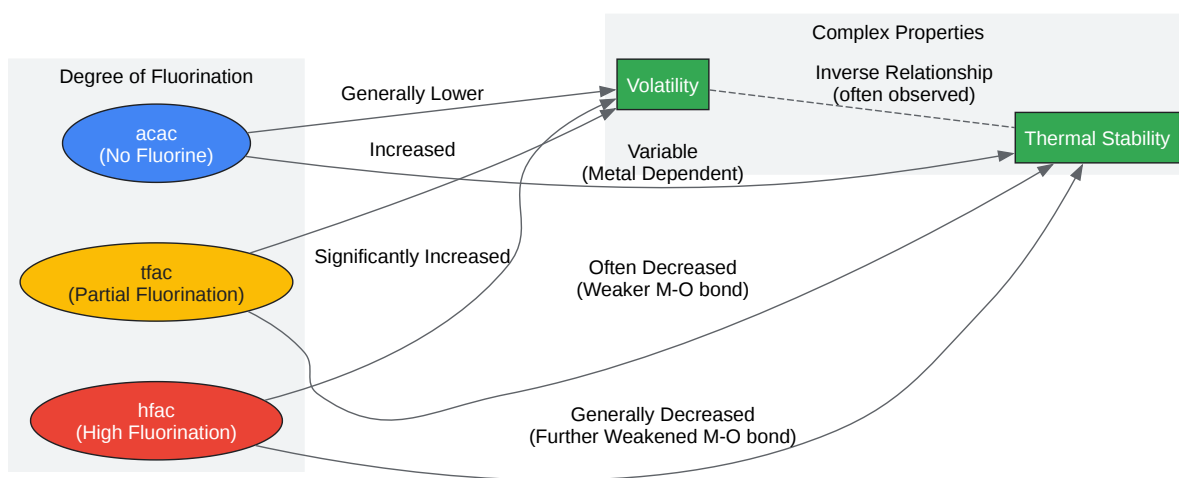 Complex Properties
Degree of Fluorination
Volatility
Inverse Relationship
(often observed)
Generally Lower
acac
(No Fluorine)
Thermal Stability
Increased
Variable
(Metal Dependent)
Significantly Increased
tfac
(Partial Fluorination)
Often Decreased
(Weaker M-O bond)
hfac
(High Fluorination)
Generally Decreased
(Further Weakened M-O bond)